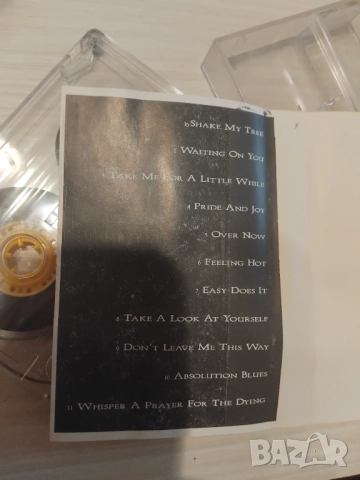 1 Shake My Tree
2 Waiting On You
3 Take Me For A Little While
4 Pride And Joy
5 Over Now
6 Feeling Hot
7 Easy Does It
8 Take A Look At Yourself
9 Don't Leave Me This Way
10 Absolution Blues
11 Whisper A Prayer For The Dying
BAZAR